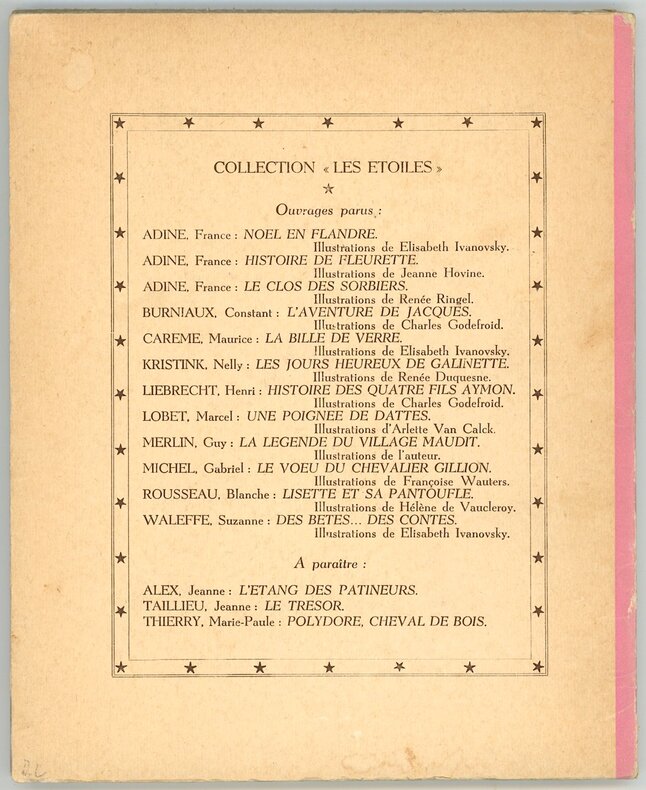 COLLECTION « LES ETOILES »
Ouvrages parus :
ADINE, France : NOEL EN FLANDRE.
Illustrations de Elisabeth Ivanovsky.
ADINE, France : HISTOIRE DE FLEURETTE.
Illustrations de Jeanne Hovine.
ADINE, France : LE CLOS DES SORBIERS.
Illustrations de Renée Ringel.
BURNIAUX, Constant : L'AVENTURE DE JACQUES.
Illustrations de Charles Godefroid.
CAREME, Maurice : LA BILLE DE VERRE.
Illustrations de Elisabeth Ivanovsky.
KRISTINK, Nelly : LES JOURS HEUREUX DE GALINETTE.
Illustrations de Renée Duquesne.
LIEBRECHT, Henri : HISTOIRE DES QUATRE FILS AYMON.
Illustrations de Charles Godefroid.
LOBET, Marcel : UNE POIGNEE DE DATTES.
Illustrations d'Arlette Van Calck.
MERLIN, Guy : LA LEGENDE DU VILLAGE MAUDIT.
Illustrations de l'auteur.
MICHEL, Gabriel : LE VOEU DU CHEVALIER GILLION.
Illustrations de Françoise Wauters.
ROUSSEAU, Blanche : LISETTE ET SA PANTOUFLE.
Illustrations de Hélène de Vaucleroy.
WALEFFE, Suzanne : DES BETES... DES CONTES.
Illustrations de Elisabeth Ivanovsky.
A paraître :
ALEX, Jeanne : L'ETANG DES PATINEURS.
TAILLIEU, Jeanne : LE TRESOR.
THIERRY, Marie-Paule : POLYDORE, CHEVAL DE BOIS.